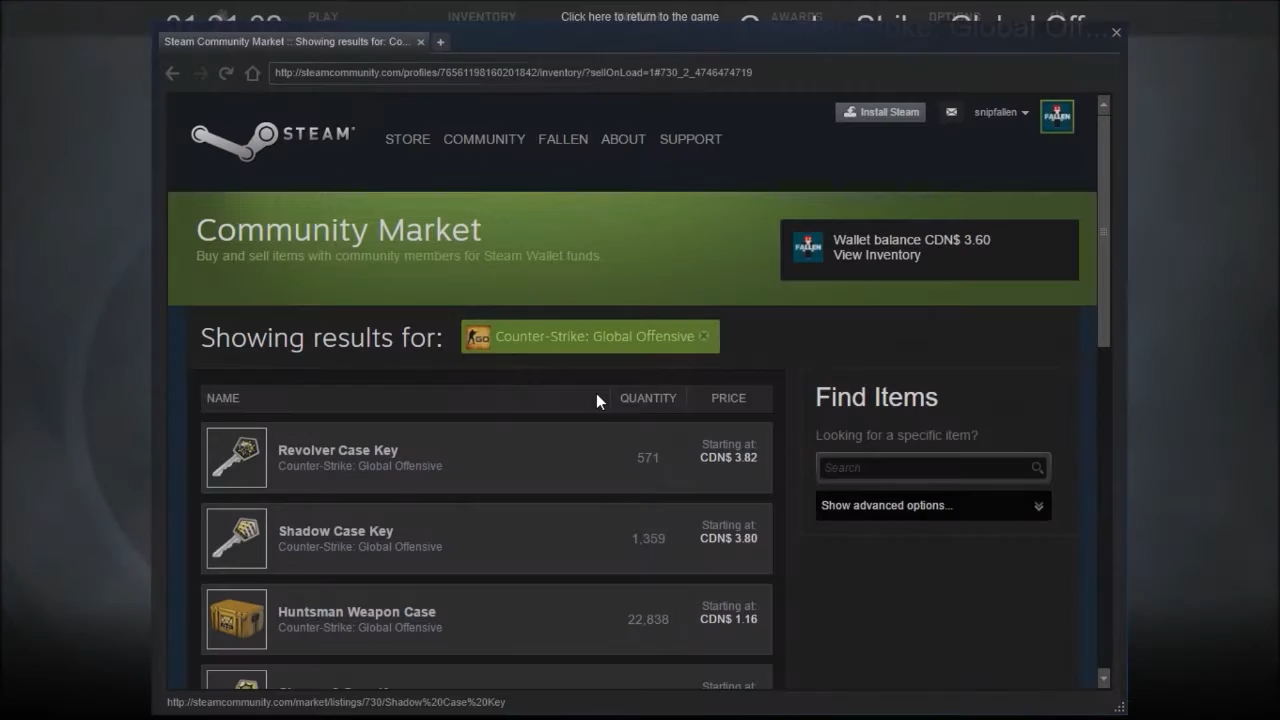 PLAY
INVENTORY
Click here to return to the game
AWARDS
OPTIONS
Steam Community Market :: Showing results for: Co...
http://steamcommunity.com/profiles/76561198160201842/inventory/?sellOnLoad=1#730_2_4746474719
Install Steam
snipfallen
FALLEN
STEAM
STORE COMMUNITY FALLEN ABOUT SUPPORT
Community Market
Buy and sell items with community members for Steam Wallet funds.
FALLEN
Wallet balance CDN$ 3.60
View Inventory
Showing results for:
GO
Counter-Strike: Global Offensive
NAME QUANTITY PRICE
Revolver Case Key
Counter-Strike: Global Offensive
571
Starting at:
CDN$ 3.82
Shadow Case Key
Counter-Strike: Global Offensive
1,359
Starting at:
CDN$ 3.80
Huntsman Weapon Case
Counter-Strike: Global Offensive
22,838
Starting at:
CDN$ 1.16
Starting at:
Find Items
Looking for a specific item?
Search
Show advanced options...
http://steamcommunity.com/market/listings/730/Shadow%20Case%20Key